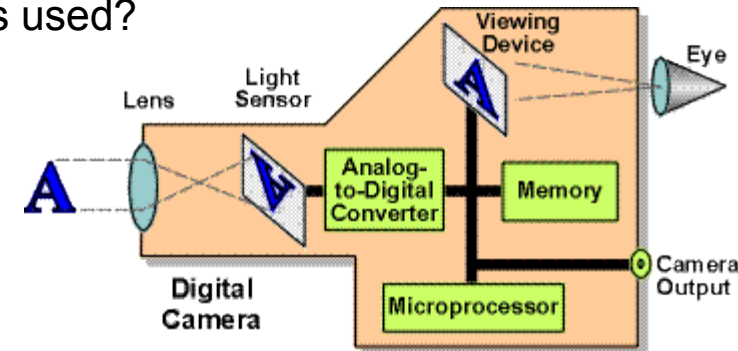 s used?
Viewing
Device
Eye
Light
Sensor
Lens
A
A
A
Analog-
to-Digital
Converter
Memory
Camera
Output
Digital
Camera
Microprocessor